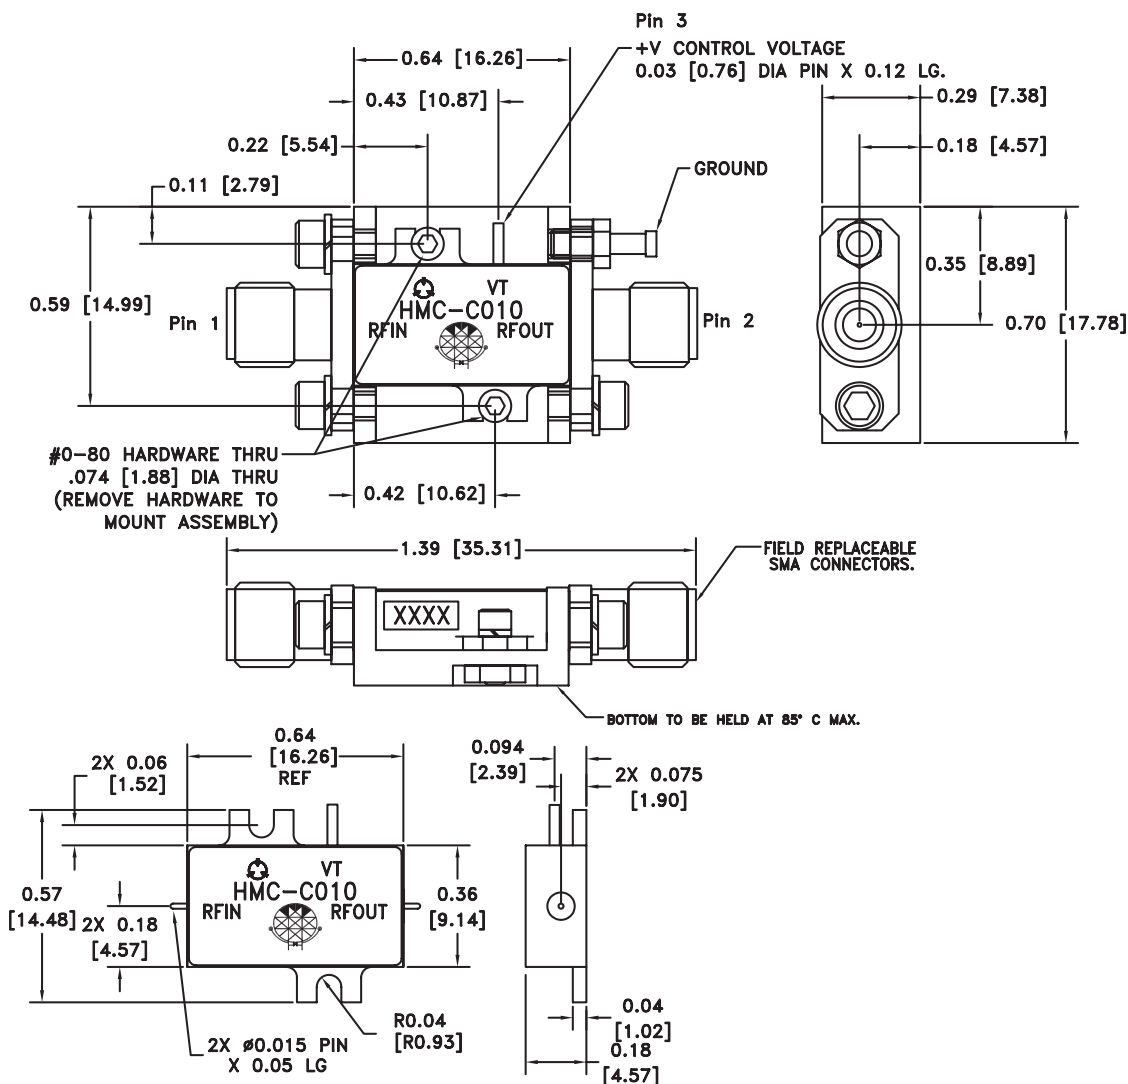 Pin 3
+V CONTROL VOLTAGE
0.03 [0.76] DIA PIN X 0.12 LG.
0.64 [16.26]
0.43 [10.87]
0.22 [5.54]
0.11 [2.79]
GROUND
0.29 [7.38]
0.18 [4.57]
0.59 [14.99]
Pin 1
VT
HMC-C010
RFIN
RFOUT
Pin 2
0.35 [8.89]
0.70 [17.78]
#0-80 HARDWARE THRU
.074 [1.88] DIA THRU
(REMOVE HARDWARE TO
MOUNT ASSEMBLY)
0.42 [10.62]
1.39 [35.31]
FIELD REPLACEABLE
SMA CONNECTORS.
XXXX
BOTTOM TO BE HELD AT 85° C MAX.
0.64
[16.26]
REF
2X 0.06
[1.52]
0.094
[2.39]
2X 0.075
[1.90]
VT
HMC-C010
RFIN
RFOUT
0.57
[14.48]
2X 0.18
[4.57]
0.36
[9.14]
R0.04
[R0.93]
2X ø0.015 PIN
X 0.05 LG
0.04
[1.02]
0.18
[4.57]